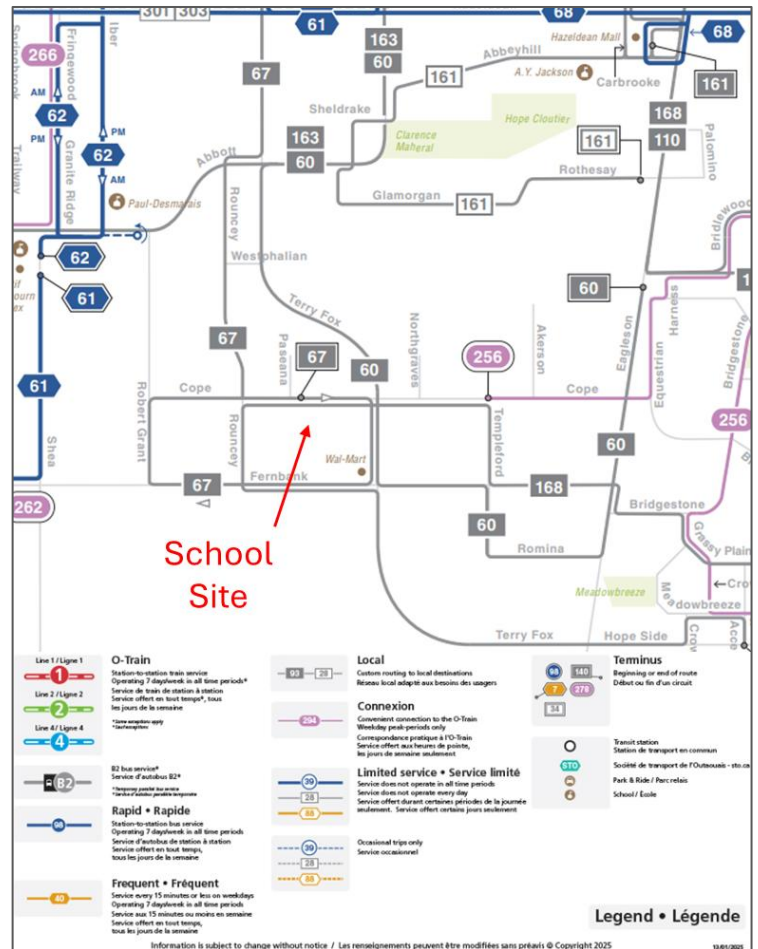 301 303
61
68
163
60
67
Iber
Fringewood
266
AM
62
PM
62
PM
AM
Granite Ridge
Trailway
Hazeldean Mall
68
Abbeyhill
161
A.Y. Jackson
Carbrooke
161
Sheldrake
Hope Cloutier
Clarence
Maheral
168
110
Palomino
163
60
161
Rothesay
Abbott
Glamorgan
161
Paul-Desmarais
Rouncey
Bridlewood
62
61
Westphalian
60
Terry Fox
Harness
67
Paseana
67
60
Northgraves
256
Akerson
Eagleson
Equestrian
Bridgestone
61
Cope
Cope
Robert Grant
Rouncey
Templeford
256
Shea
Wal-Mart
60
67
Fernbank
168
262
Bridgestone
60
School
Site
Romina
Grassy Plain
Meadowbreeze
Meadowbreeze
Terry Fox
Hope Side
Line 1 / Ligne 1
1
Line 2 / Ligne 2
2
Line 4 / Ligne 4
4
O-Train
Station-to-station train service
Operating 7 days/week in all time periods*
Service de train de station à station
Service offert en tout temps*, tous
les jours de la semaine
*Some exceptions apply
B2
B2 bus service*
Service d'autobus B2*
*Temporary parallel bus service
*Service d'autobus parallèle temporaire
98
Rapid • Rapide
Station-to-station bus service
Operating 7 days/week in all time periods
Service d'autobus de station à station
Service offert en tout temps,
tous les jours de la semaine
40
Frequent • Fréquent
Service every 15 minutes or less on weekdays
Operating 7 days/week in all time periods
Service aux 15 minutes ou moins en semaine
Service offert en tout temps,
tous les jours de la semaine
93 28
Local
Custom routing to local destinations
Réseau local adapté aux besoins des usagers
294
Connexion
Convenient connection to the O-Train
Weekday peak-periods only
Correspondance pratique à l'O-Train
Service offert aux heures de pointe,
les jours de semaine seulement
39
28
88
Limited service • Service limité
Service does not operate in all time periods
Service does not operate every day
Service offert durant certaines périodes de la journée
seulement. Service offert certains jours seulement
39
28
88
Occasional trips only
Service occasionnel
98 140
7 278
34
Terminus
Beginning or end of route
Début ou fin d'un circuit
Transit station
Station de transport en commun
STO
Société de transport de l'Outaouais - sto.ca
Park & Ride / Parc relais
School / École
Legend • Légende
Information is subject to change without notice / Les renseignements peuvent être modifiées sans préavis © Copyright 2025
13/01/2025